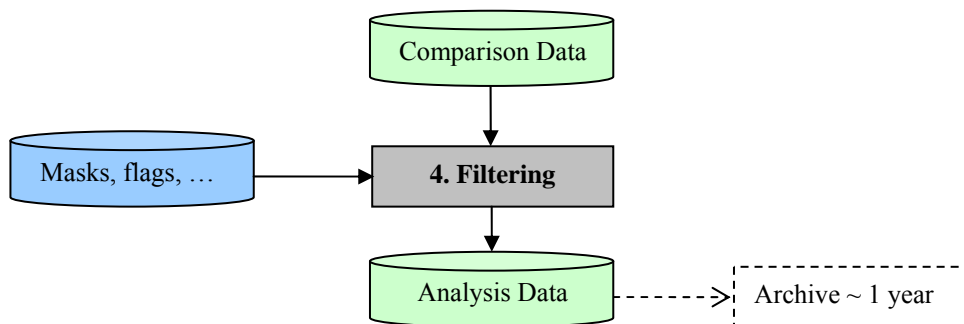 Comparison Data
Masks, flags, …
4. Filtering
Analysis Data
Archive ~ 1 year